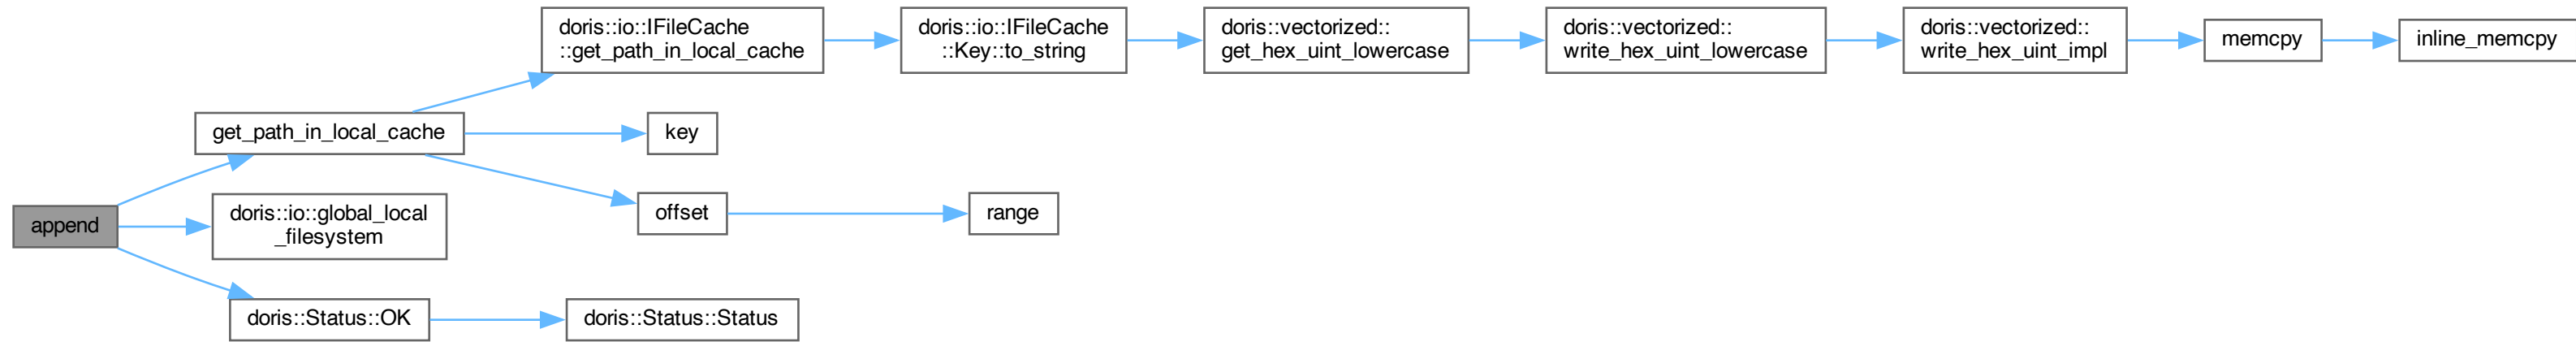 append
get_path_in_local_cache
doris::io::IFileCache
::get_path_in_local_cache
doris::io::IFileCache
::Key::to_string
doris::vectorized::
get_hex_uint_lowercase
doris::vectorized::
write_hex_uint_lowercase
doris::vectorized::
write_hex_uint_impl
memcpy
inline_memcpy
key
offset
range
doris::io::global_local
_filesystem
doris::Status::OK
doris::Status::Status